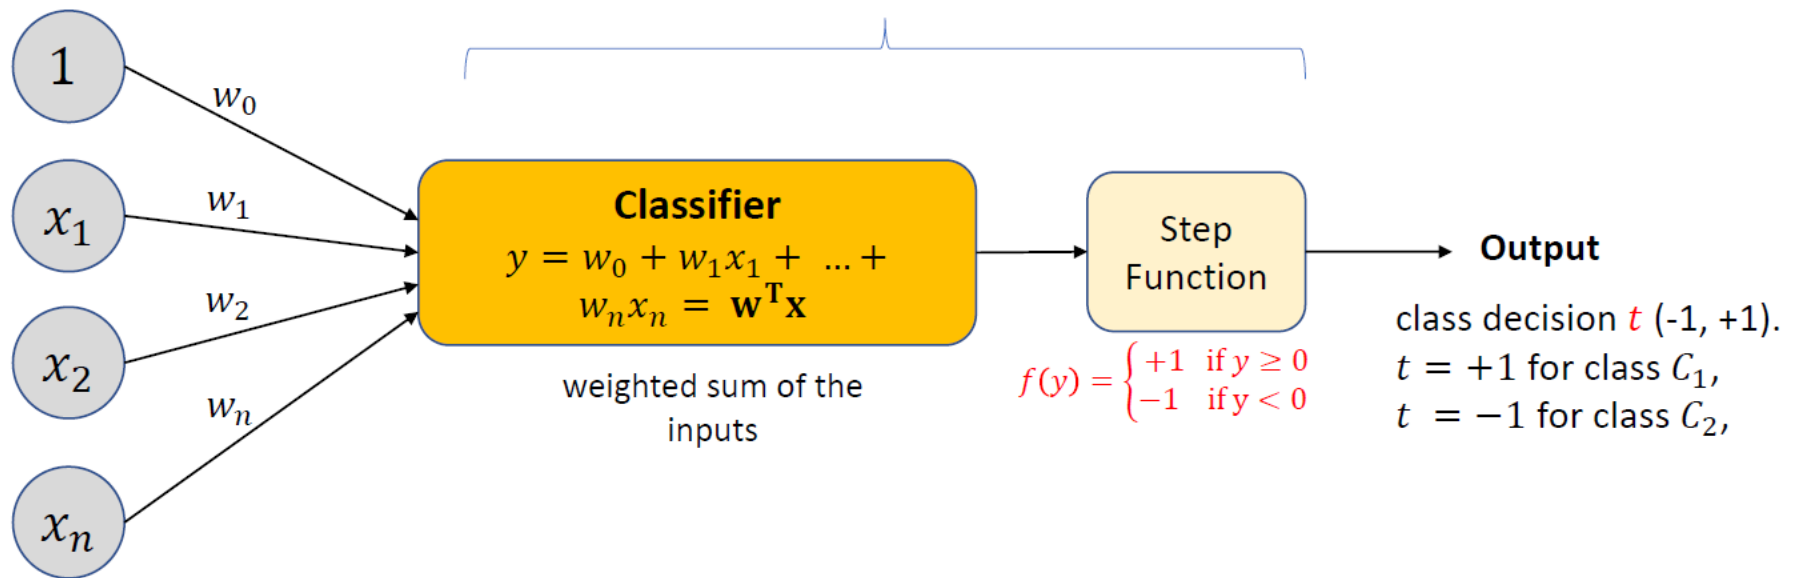 1
w₀
x₁
w₁
x₂
w₂
xₙ
wₙ
Classifier
y = w₀ + w₁x₁ + … +
wₙxₙ = wᵀx
weighted sum of the
inputs
Step
Function
f(y) = { +1 if y ≥ 0
−1 if y < 0
Output
class decision t (-1, +1).
t = +1 for class C₁,
t = −1 for class C₂,